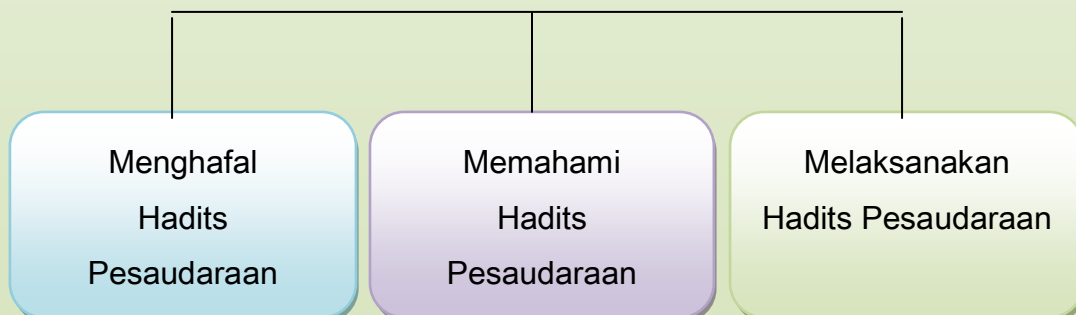 Menghafal
Hadits
Pesaudaraan
Memahami
Hadits
Pesaudaraan
Melaksanakan
Hadits Pesaudaraan